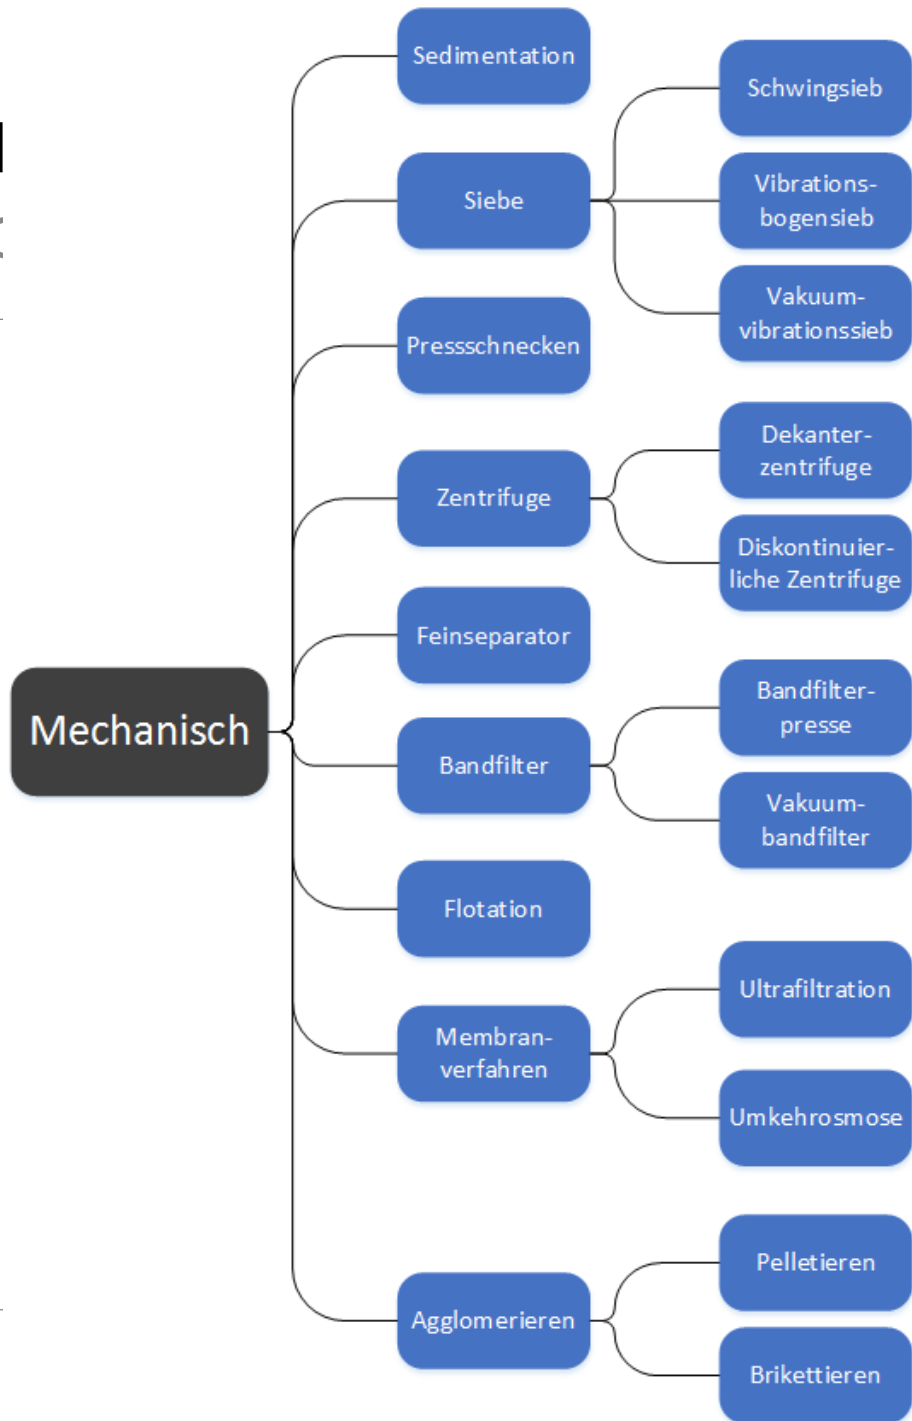 Mechanisch
Sedimentation
Siebe
Schwingsieb
Vibrations-
bogensieb
Vakuum-
vibrationssieb
Pressschnecken
Zentrifuge
Dekanter-
zentrifuge
Diskontinuier-
liche Zentrifuge
Feinseparator
Bandfilter
Bandfilter-
presse
Vakuum-
bandfilter
Flotation
Membran-
verfahren
Ultrafiltration
Umkehrosmose
Agglomerieren
Pelletieren
Brikettieren